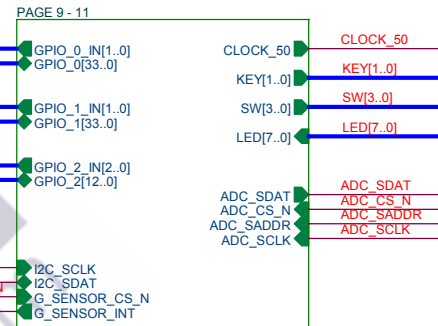 PAGE 9 - 11
GPIO_0_IN[1..0]
GPIO_0[33..0]
GPIO_1_IN[1..0]
GPIO_1[33..0]
GPIO_2_IN[2..0]
GPIO_2[12..0]
I2C_SCLK
I2C_SDAT
G_SENSOR_CS_N
G_SENSOR_INT
CLOCK_50
KEY[1..0]
SW[3..0]
LED[7..0]
ADC_SDAT
ADC_CS_N
ADC_SADDR
ADC_SCLK
CLOCK_50
KEY[1..0]
SW[3..0]
LED[7..0]
ADC_SDAT
ADC_CS_N
ADC_SADDR
ADC_SCLK